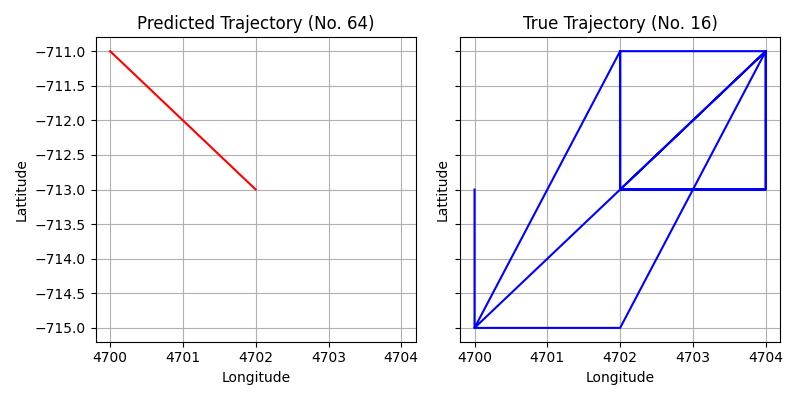 Predicted Trajectory (No. 64)
True Trajectory (No. 16)
Lattitude
−711.0
−711.5
−712.0
−712.5
−713.0
−713.5
−714.0
−714.5
−715.0
4700 4701 4702 4703 4704
Longitude
Lattitude
4700 4701 4702 4703 4704
Longitude